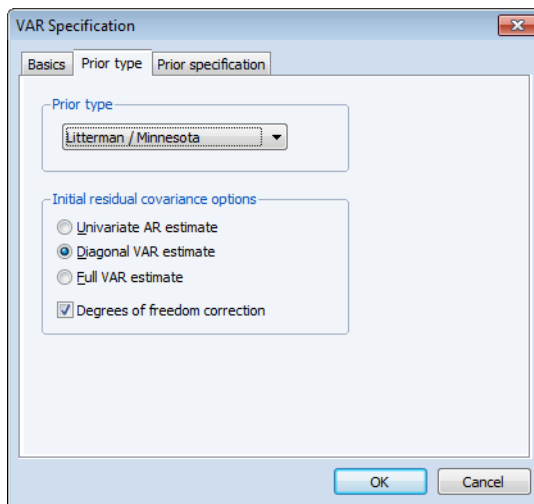 VAR Specification
Basics
Prior type
Prior specification
Prior type
Litterman / Minnesota
Initial residual covariance options
Univariate AR estimate
Diagonal VAR estimate
Full VAR estimate
Degrees of freedom correction
OK
Cancel